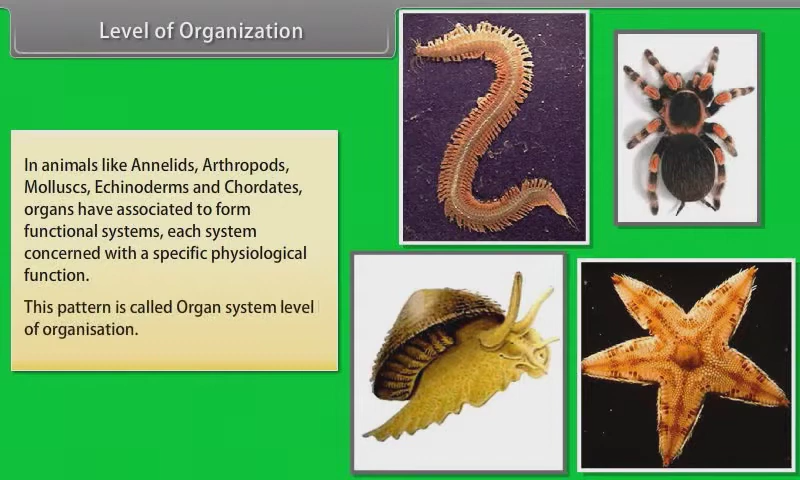 Level of Organization
In animals like Annelids, Arthropods,
Molluscs, Echinoderms and Chordates,
organs have associated to form
functional systems, each system
concerned with a specific physiological
function.
This pattern is called Organ system level
of organisation.